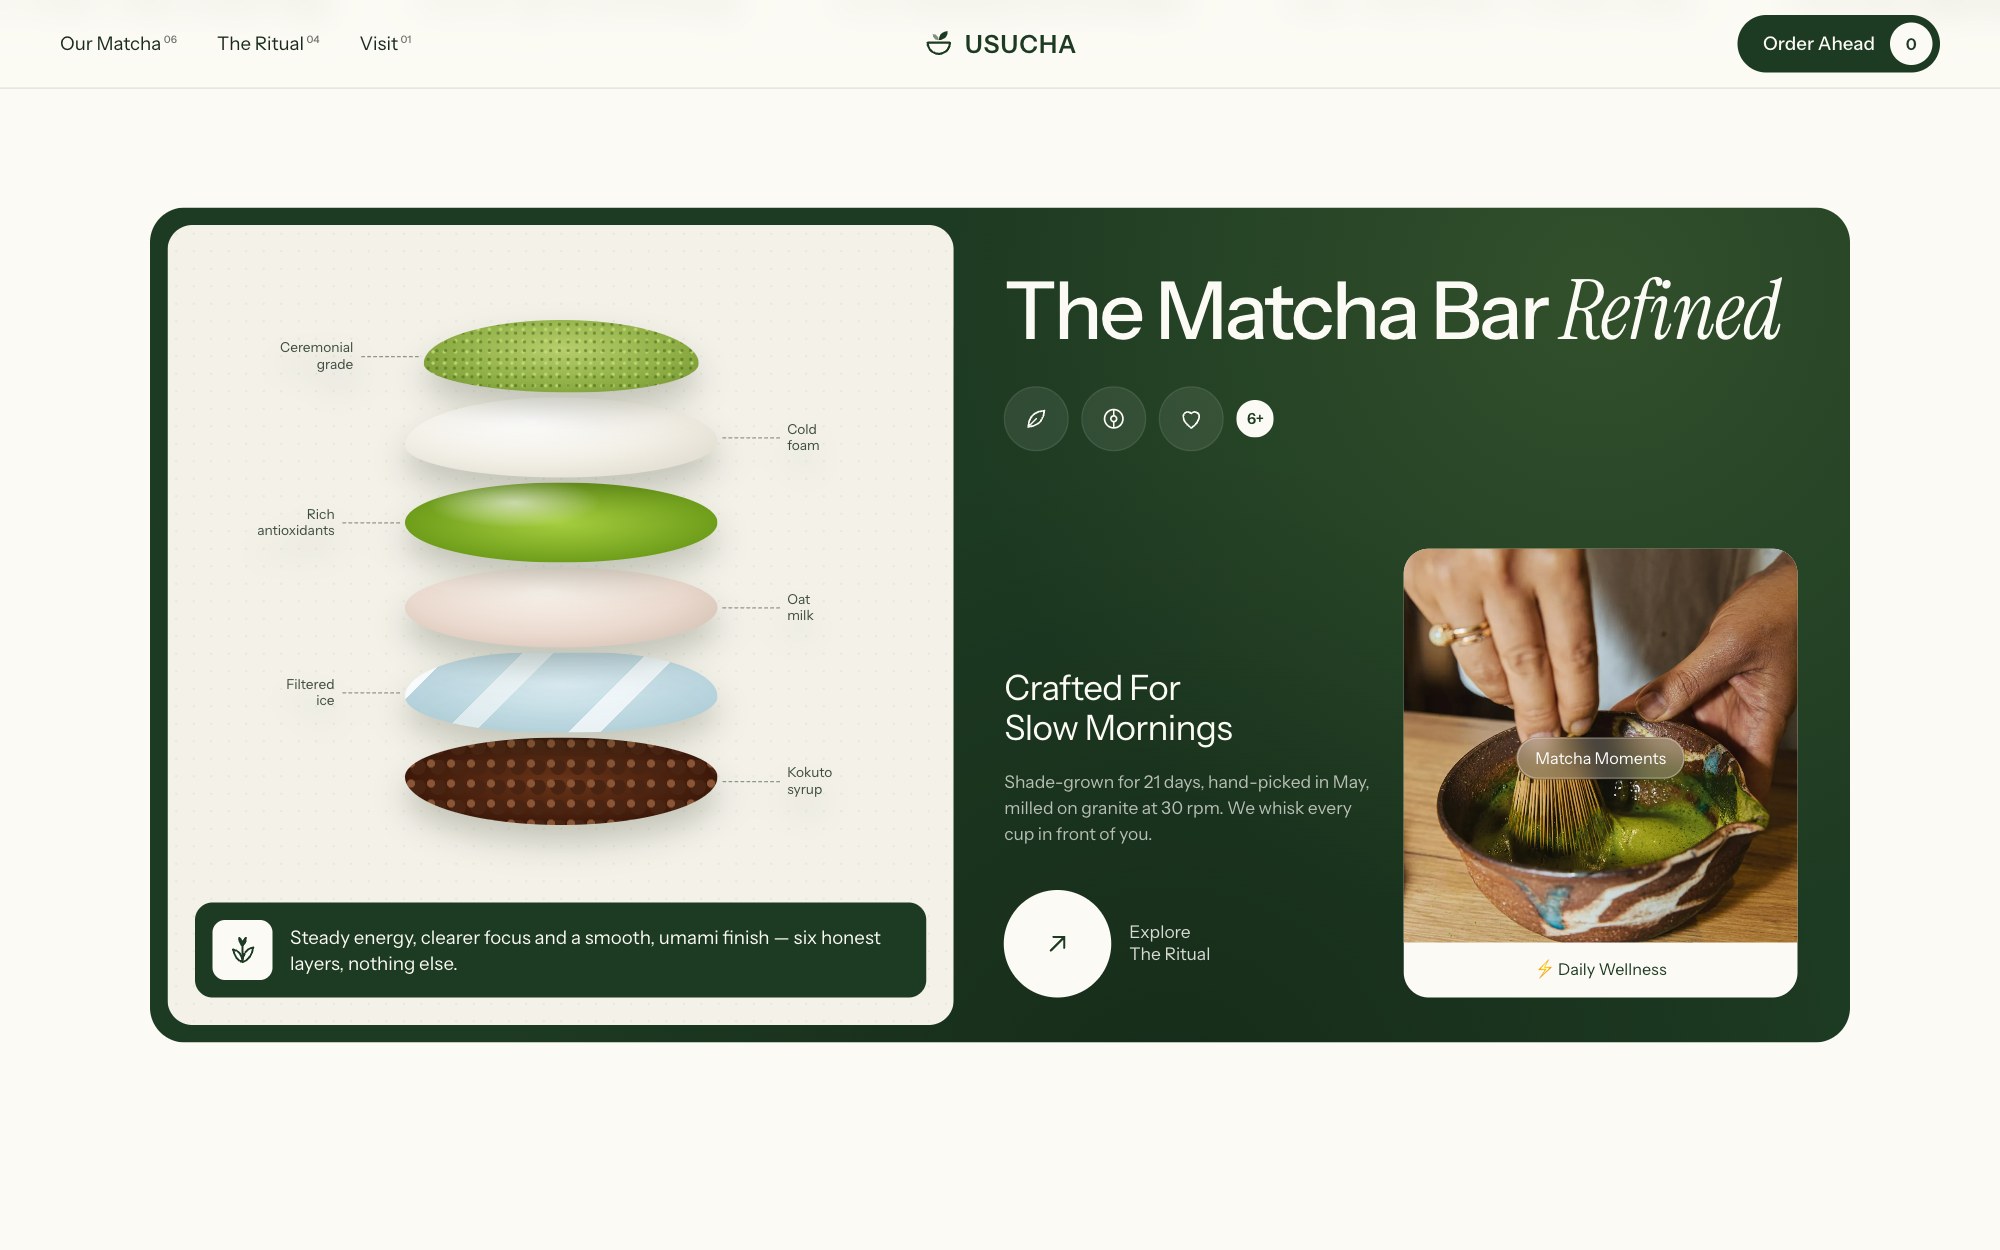 Our Matcha 06
The Ritual 04
Visit 01
USUCHA
Order Ahead 0
Ceremonial
grade
Cold
foam
Rich
antioxidants
Oat
milk
Filtered
ice
Kokuto
syrup
Steady energy, clearer focus and a smooth, umami finish — six honest
layers, nothing else.
The Matcha Bar Refined
6+
Crafted For
Slow Mornings
Shade-grown for 21 days, hand-picked in May,
milled on granite at 30 rpm. We whisk every
cup in front of you.
Explore
The Ritual
Matcha Moments
⚡ Daily Wellness